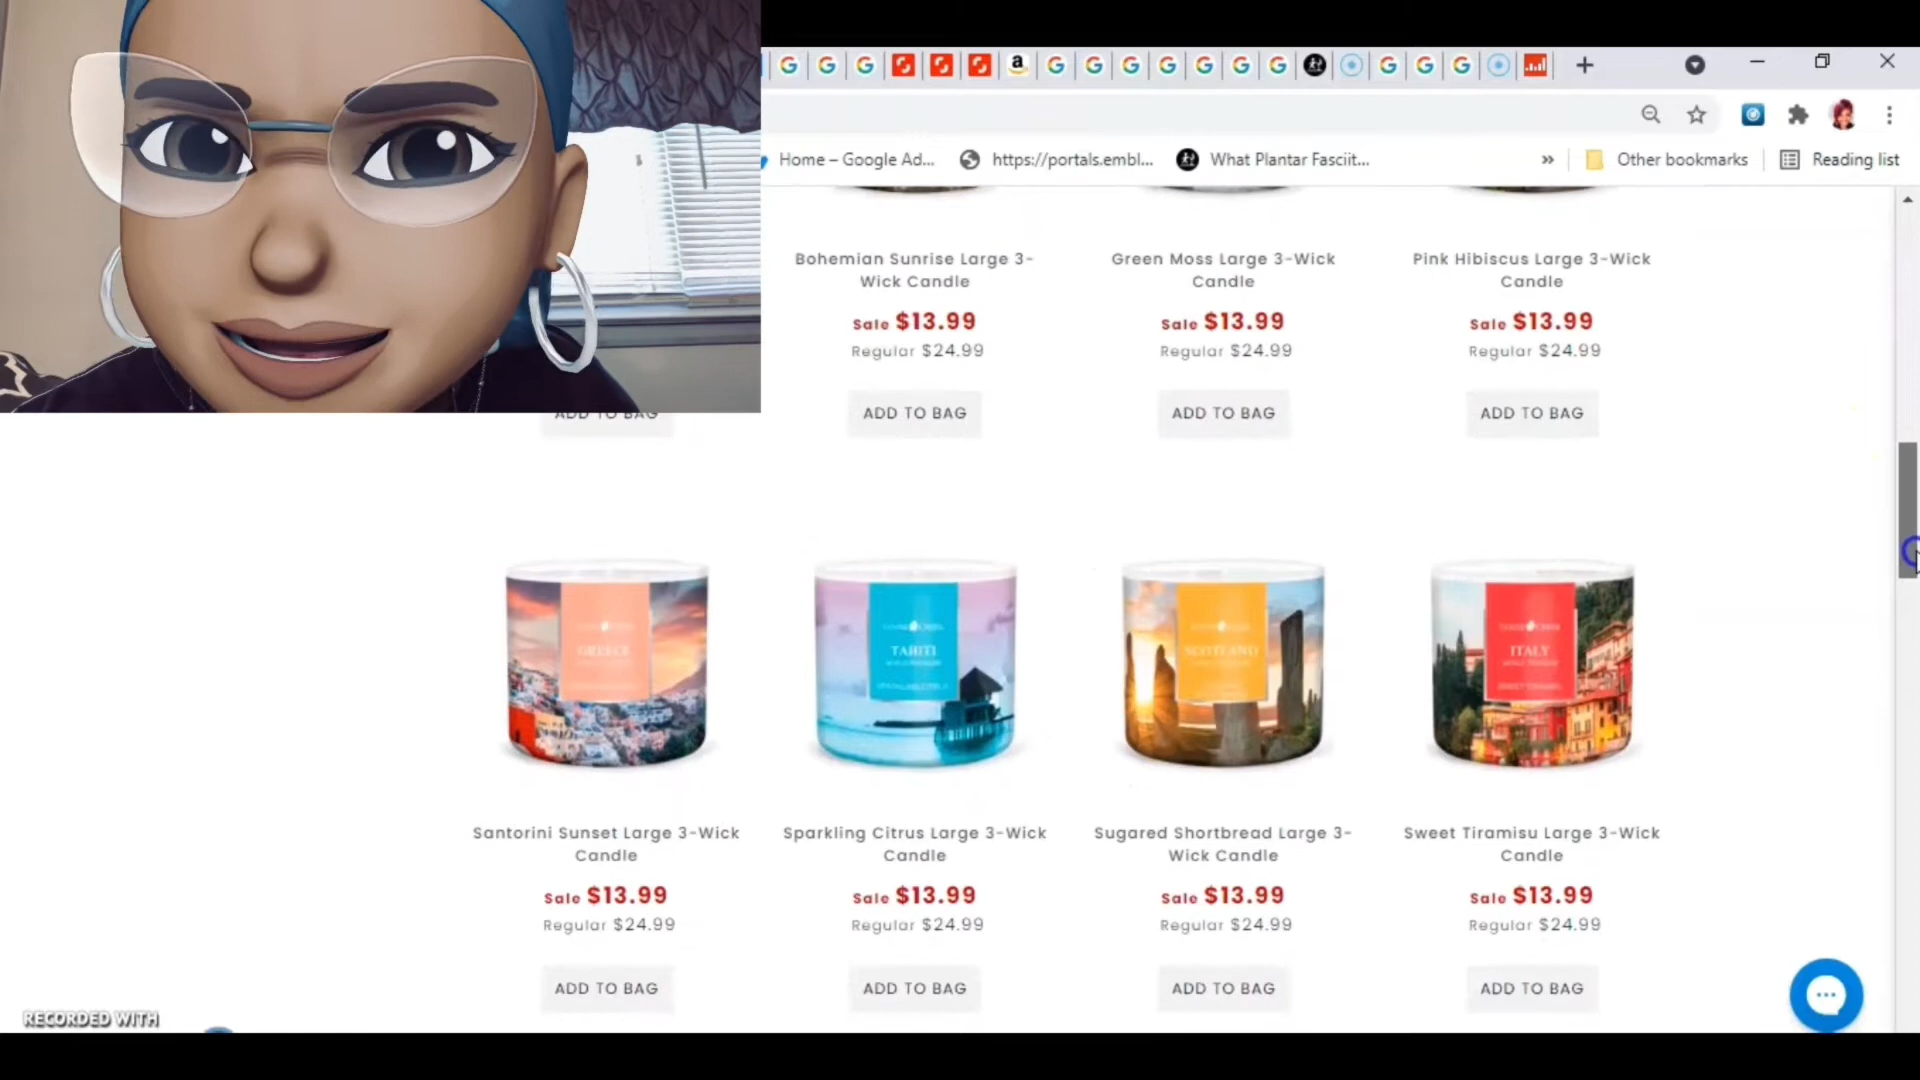 a
Home – Google Ad...
https://portals.embl...
What Plantar Fasciit...
»
Other bookmarks
Reading list
Bohemian Sunrise Large 3-
Wick Candle
Sale $13.99
Regular $24.99
ADD TO BAG
Green Moss Large 3-Wick
Candle
Sale $13.99
Regular $24.99
ADD TO BAG
Pink Hibiscus Large 3-Wick
Candle
Sale $13.99
Regular $24.99
ADD TO BAG
ADD TO BAG
GREECE
TAHITI
SCOTLAND
ITALY
Santorini Sunset Large 3-Wick
Candle
Sale $13.99
Regular $24.99
ADD TO BAG
Sparkling Citrus Large 3-Wick
Candle
Sale $13.99
Regular $24.99
ADD TO BAG
Sugared Shortbread Large 3-
Wick Candle
Sale $13.99
Regular $24.99
ADD TO BAG
Sweet Tiramisu Large 3-Wick
Candle
Sale $13.99
Regular $24.99
ADD TO BAG
RECORDED WITH